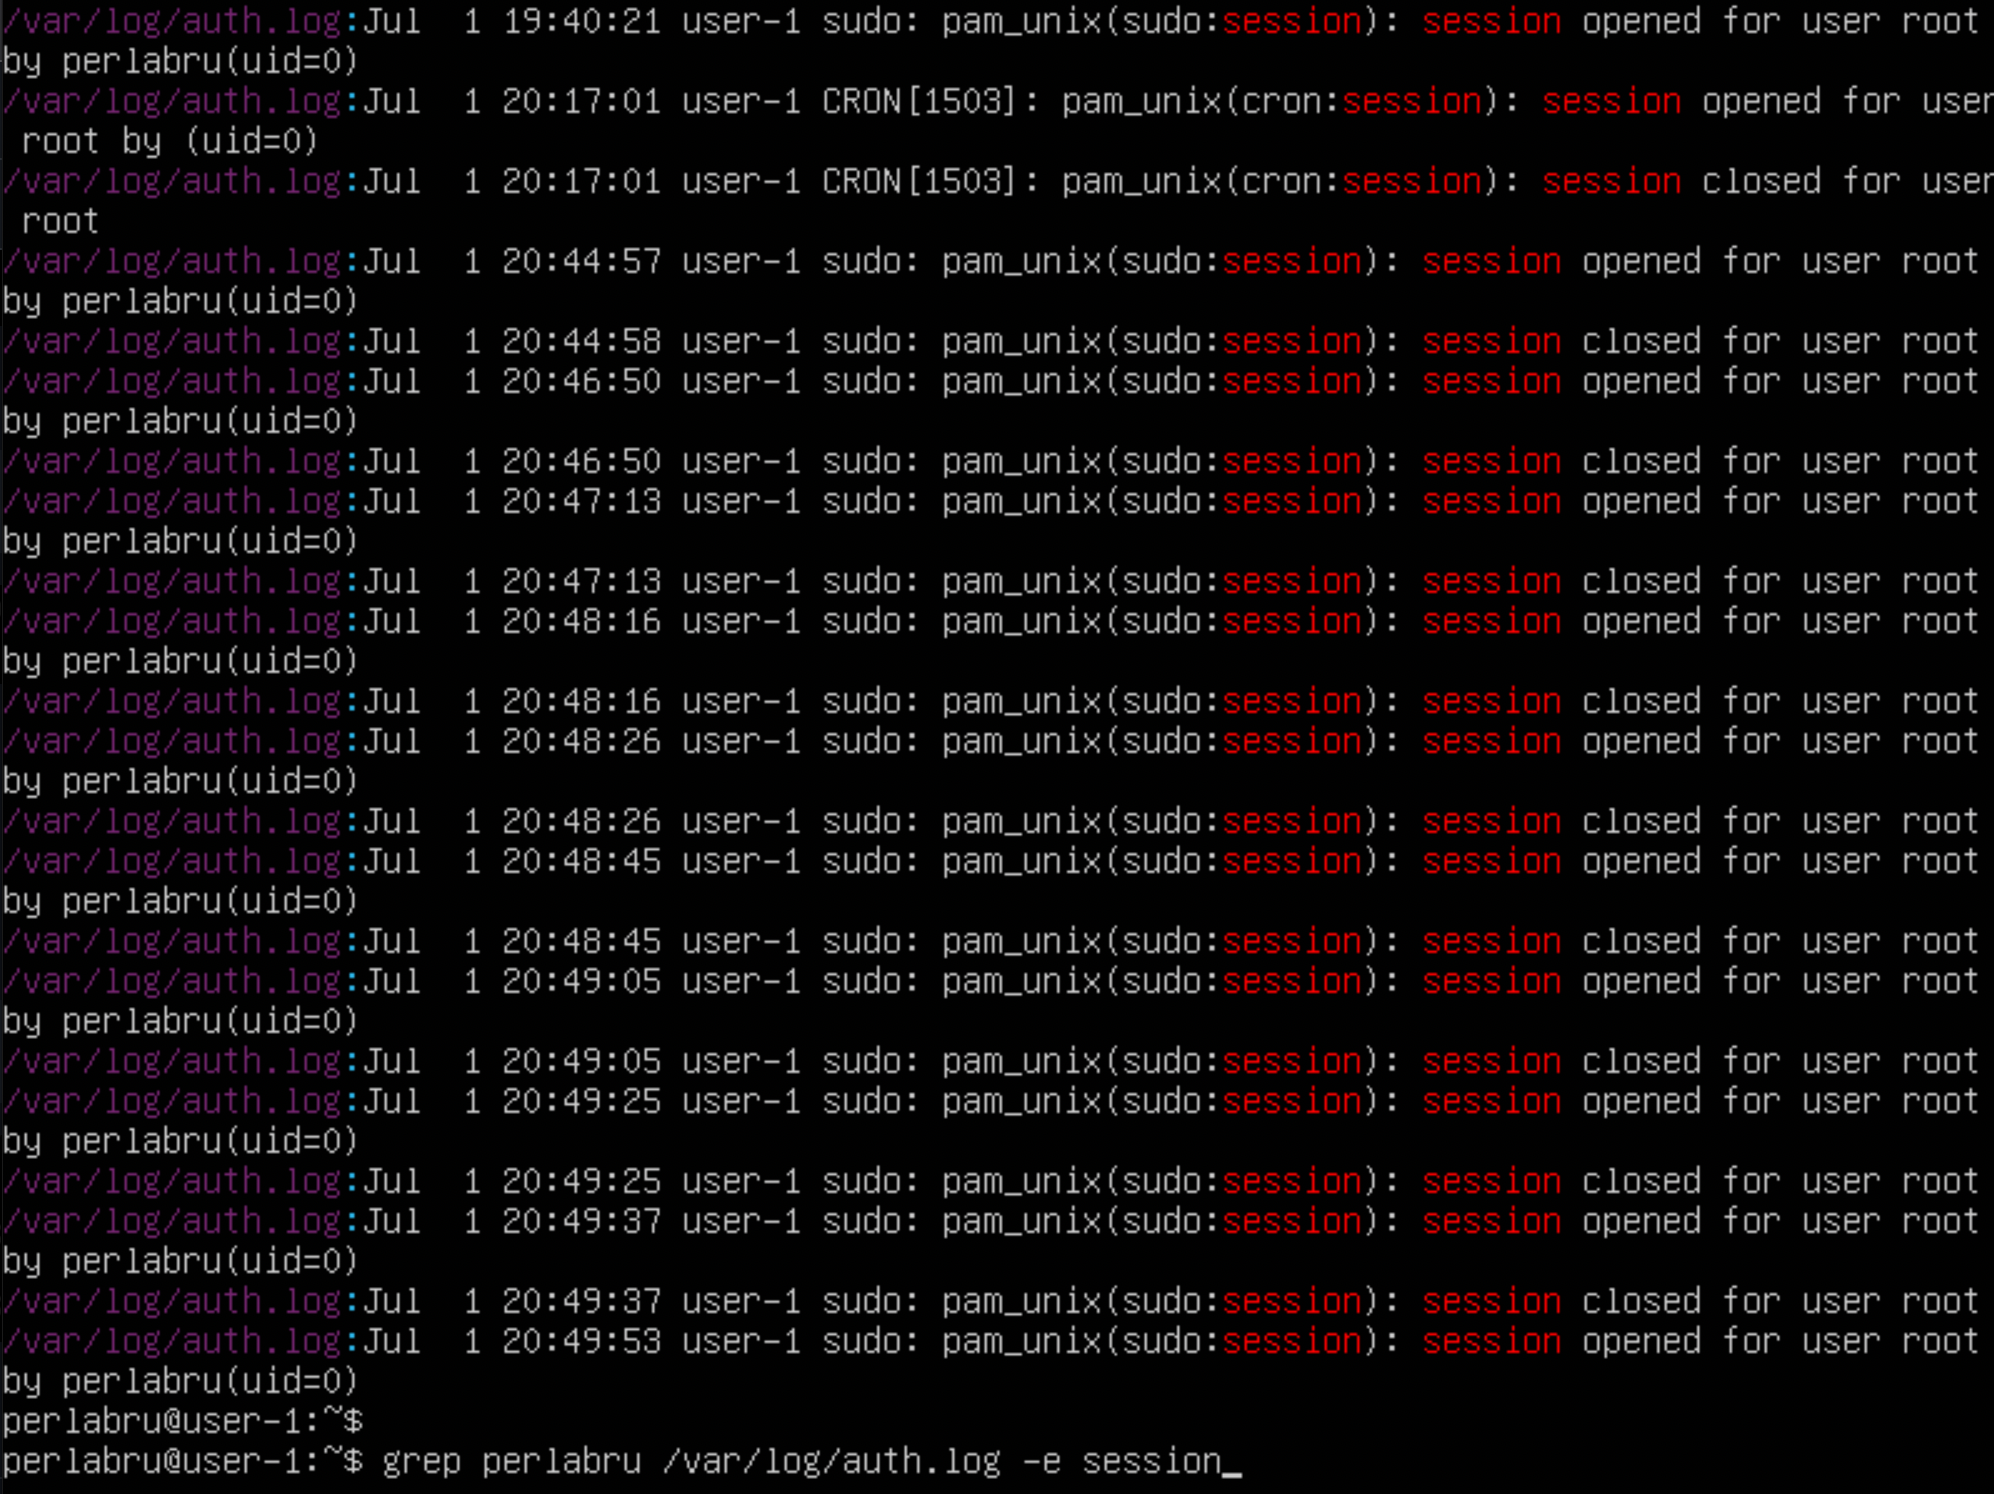 /var/log/auth.log:Jul  1 19:40:21 user-1 sudo: pam_unix(sudo:session): session opened for user root
by perlabru(uid=0)
/var/log/auth.log:Jul  1 20:17:01 user-1 CRON[1503]: pam_unix(cron:session): session opened for user
 root by (uid=0)
/var/log/auth.log:Jul  1 20:17:01 user-1 CRON[1503]: pam_unix(cron:session): session closed for user
 root
/var/log/auth.log:Jul  1 20:44:57 user-1 sudo: pam_unix(sudo:session): session opened for user root
by perlabru(uid=0)
/var/log/auth.log:Jul  1 20:44:58 user-1 sudo: pam_unix(sudo:session): session closed for user root
/var/log/auth.log:Jul  1 20:46:50 user-1 sudo: pam_unix(sudo:session): session opened for user root
by perlabru(uid=0)
/var/log/auth.log:Jul  1 20:46:50 user-1 sudo: pam_unix(sudo:session): session closed for user root
/var/log/auth.log:Jul  1 20:47:13 user-1 sudo: pam_unix(sudo:session): session opened for user root
by perlabru(uid=0)
/var/log/auth.log:Jul  1 20:47:13 user-1 sudo: pam_unix(sudo:session): session closed for user root
/var/log/auth.log:Jul  1 20:48:16 user-1 sudo: pam_unix(sudo:session): session opened for user root
by perlabru(uid=0)
/var/log/auth.log:Jul  1 20:48:16 user-1 sudo: pam_unix(sudo:session): session closed for user root
/var/log/auth.log:Jul  1 20:48:26 user-1 sudo: pam_unix(sudo:session): session opened for user root
by perlabru(uid=0)
/var/log/auth.log:Jul  1 20:48:26 user-1 sudo: pam_unix(sudo:session): session closed for user root
/var/log/auth.log:Jul  1 20:48:45 user-1 sudo: pam_unix(sudo:session): session opened for user root
by perlabru(uid=0)
/var/log/auth.log:Jul  1 20:48:45 user-1 sudo: pam_unix(sudo:session): session closed for user root
/var/log/auth.log:Jul  1 20:49:05 user-1 sudo: pam_unix(sudo:session): session opened for user root
by perlabru(uid=0)
/var/log/auth.log:Jul  1 20:49:05 user-1 sudo: pam_unix(sudo:session): session closed for user root
/var/log/auth.log:Jul  1 20:49:25 user-1 sudo: pam_unix(sudo:session): session opened for user root
by perlabru(uid=0)
/var/log/auth.log:Jul  1 20:49:25 user-1 sudo: pam_unix(sudo:session): session closed for user root
/var/log/auth.log:Jul  1 20:49:37 user-1 sudo: pam_unix(sudo:session): session opened for user root
by perlabru(uid=0)
/var/log/auth.log:Jul  1 20:49:37 user-1 sudo: pam_unix(sudo:session): session closed for user root
/var/log/auth.log:Jul  1 20:49:53 user-1 sudo: pam_unix(sudo:session): session opened for user root
by perlabru(uid=0)
perlabru@user-1:~$
perlabru@user-1:~$ grep perlabru /var/log/auth.log -e session_